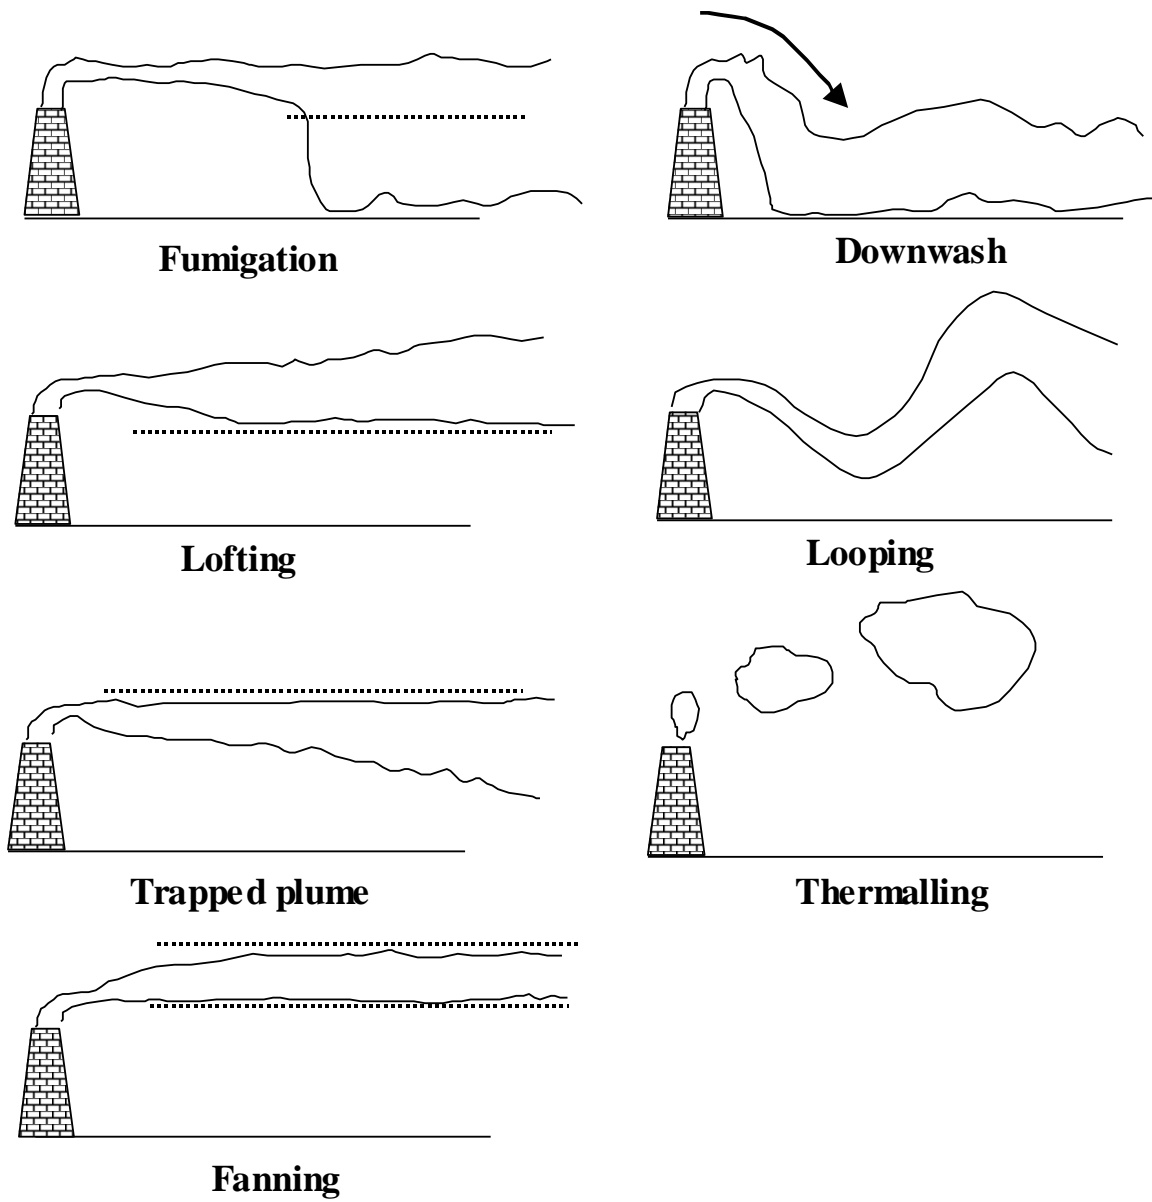 Fumigation
Downwash
Lofting
Looping
Trapped plume
Thermalling
Fanning